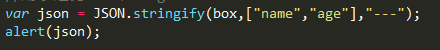 var json = JSON.stringify(box,["name","age"],"---");
alert(json);